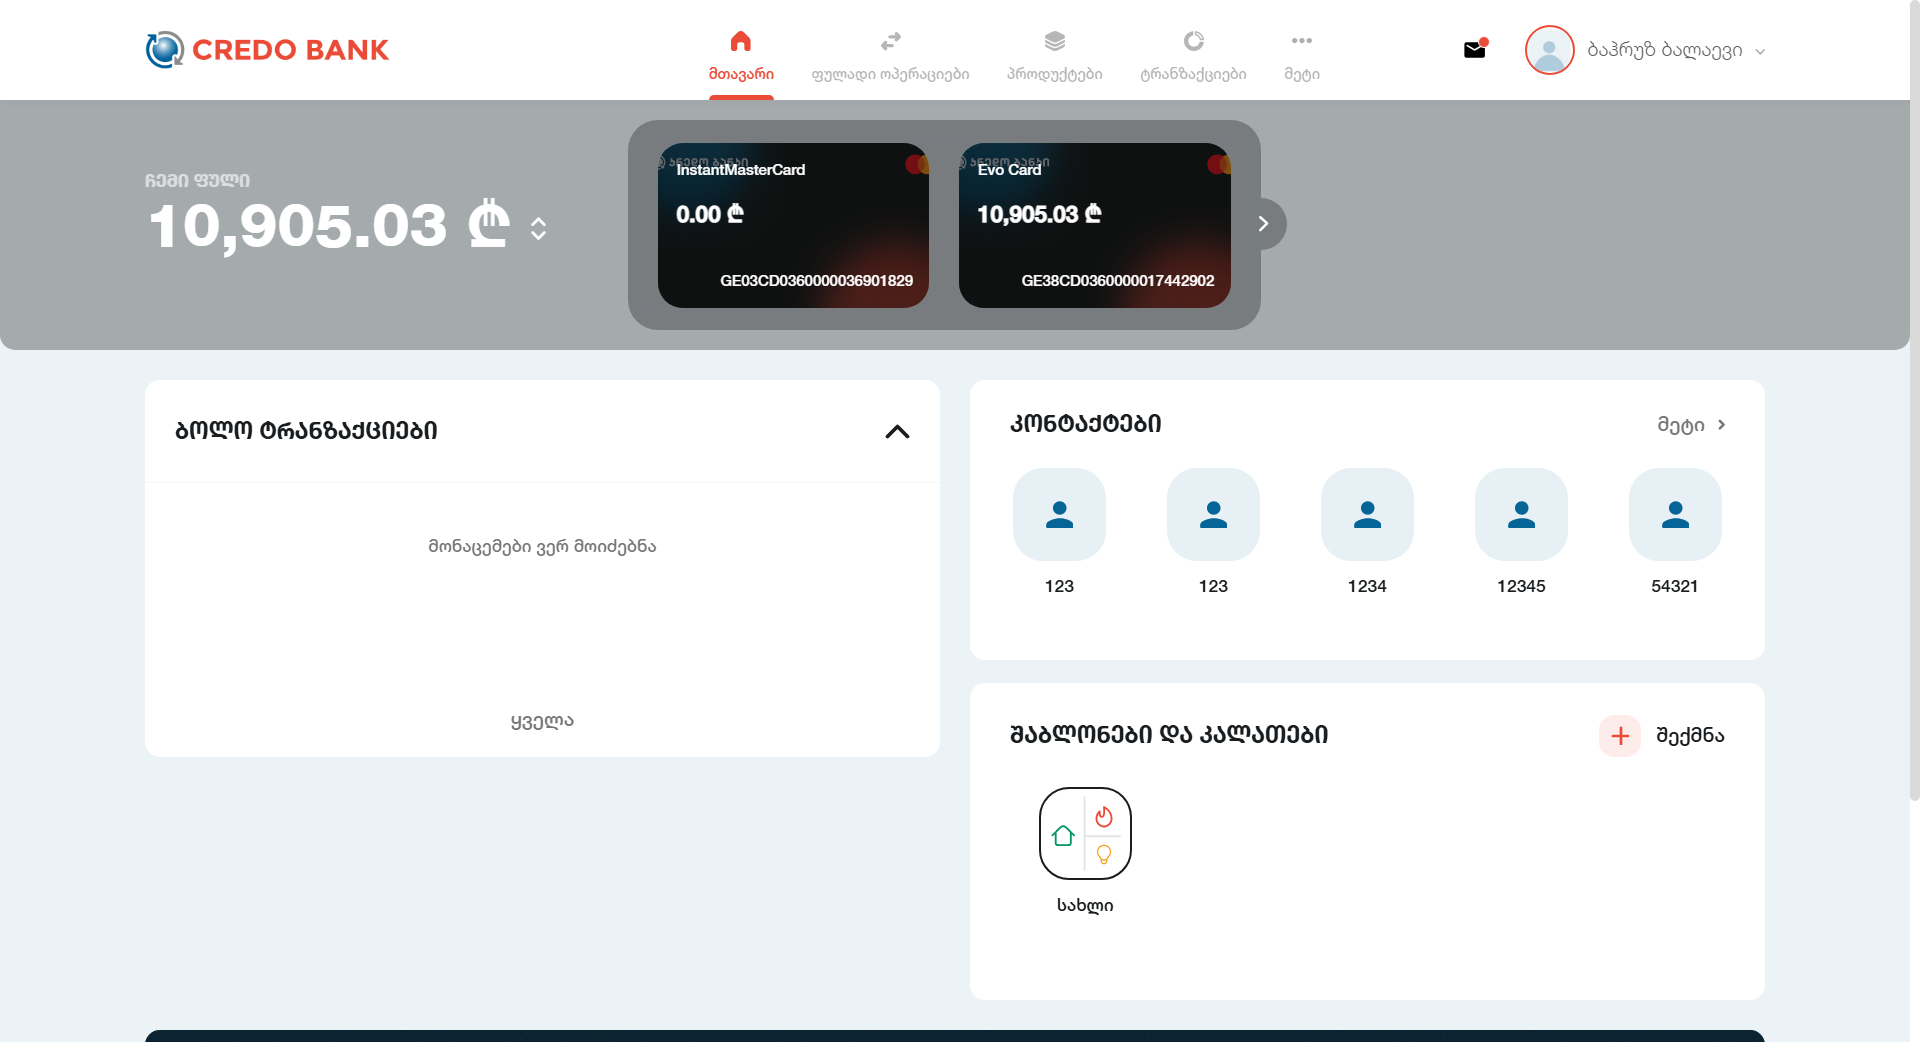 CREDO BANK
მთავარი
ფულადი ოპერაციები
პროდუქტები
ტრანზაქციები
მეტი
ბაჰრუზ ბალაევი
ჩემი ფული
10,905.03 ₾
InstantMasterCard
0.00 ₾
GE03CD0360000036901829
Evo Card
10,905.03 ₾
GE38CD0360000017442902
ბოლო ტრანზაქციები
მონაცემები ვერ მოიძებნა
ყველა
კონტაქტები
მეტი
123
123
1234
12345
54321
შაბლონები და კალათები
შექმნა
სახლი